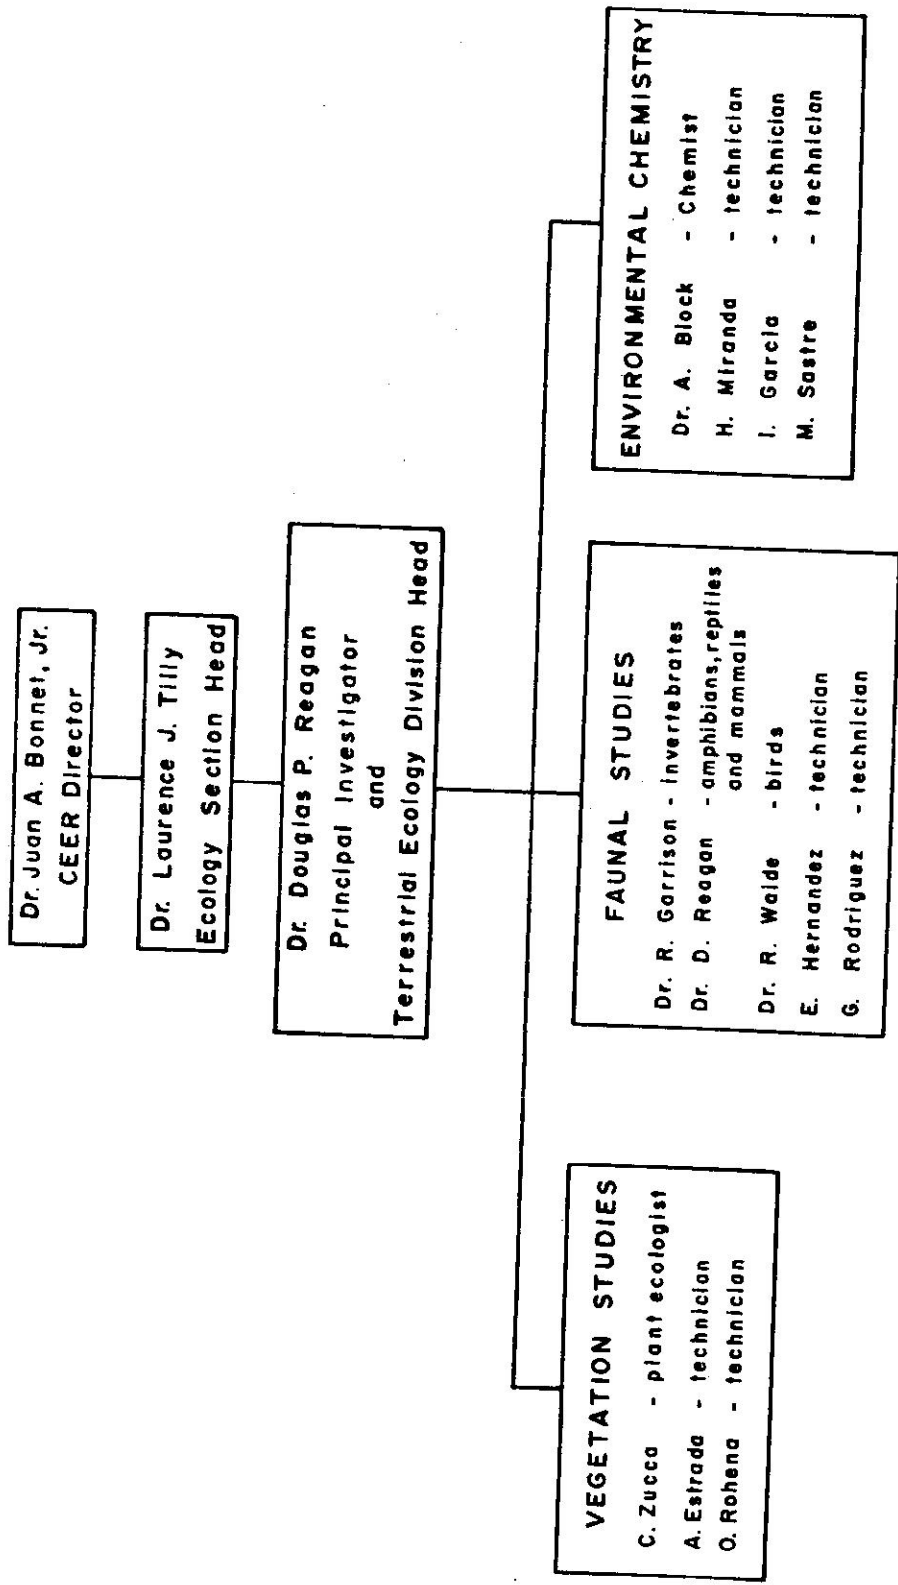 Dr. Juan A. Bonnet, Jr.
CEER Director
Dr. Laurence J. Tilly
Ecology Section Head
Dr. Douglas P. Reagan
Principal Investigator
and
Terrestrial Ecology Division Head
VEGETATION STUDIES
C. Zucca - plant ecologist
A. Estrada - technician
O. Rohena - technician
FAUNAL STUDIES
Dr. R. Garrison - invertebrates
Dr. D. Reagan - amphibians, reptiles
and mammals
Dr. R. Waide - birds
E. Hernandez - technician
G. Rodriguez - technician
ENVIRONMENTAL CHEMISTRY
Dr. A. Block - Chemist
H. Miranda - technician
I. Garcia - technician
M. Sastre - technician